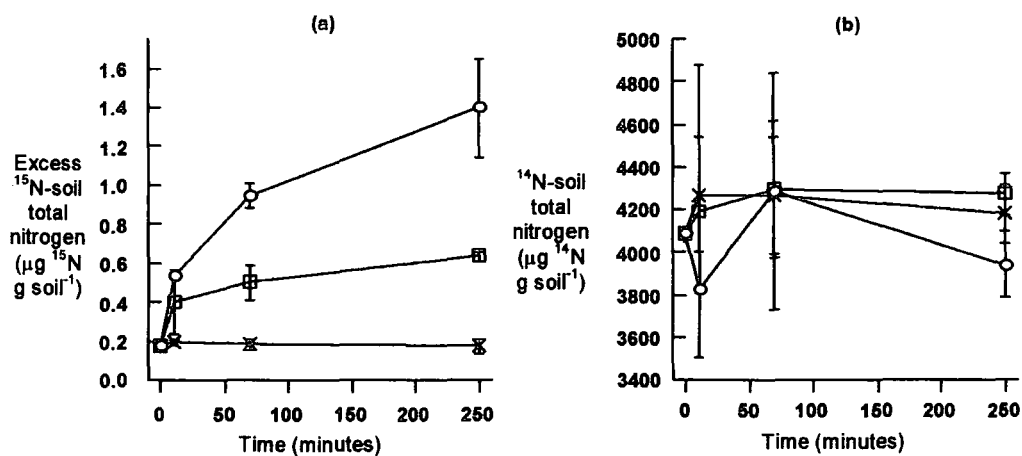 (a)
1.6
1.4
1.2
1.0
0.8
0.6
0.4
0.2
0.0
Excess
¹⁵N-soil
total
nitrogen
(µg ¹⁵N
g soil⁻¹)
0 50 100 150 200 250
Time (minutes)
(b)
5000
4800
4600
4400
4200
4000
3800
3600
3400
¹⁴N-soil
total
nitrogen
(µg ¹⁴N
g soil⁻¹)
0 50 100 150 200 250
Time (minutes)